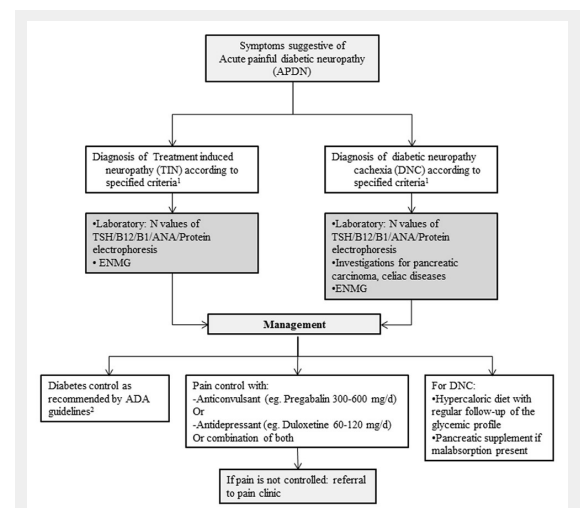 Symptoms suggestive of
Acute painful diabetic neuropathy
(APDN)
Diagnosis of Treatment induced
neuropathy (TIN) according to
specified criteria¹
Diagnosis of diabetic neuropathy
cachexia (DNC) according to
specified criteria¹
•Laboratory: N values of
TSH/B12/B1/ANA/Protein
electrophoresis
• ENMG
•Laboratory: N values of
TSH/B12/B1/ANA/Protein
electrophoresis
•Investigations for pancreatic
carcinoma, celiac diseases
•ENMG
Management
Diabetes control as
recommended by ADA
guidelines²
Pain control with:
-Anticonvulsant (eg. Pregabalin 300-600 mg/d)
Or
-Antidepressant (eg. Duloxetine 60-120 mg/d)
Or combination of both
For DNC:
•Hypercaloric diet with
regular follow-up of the
glycemic profile
•Pancreatic supplement if
malabsorption present
If pain is not controlled: referral
to pain clinic